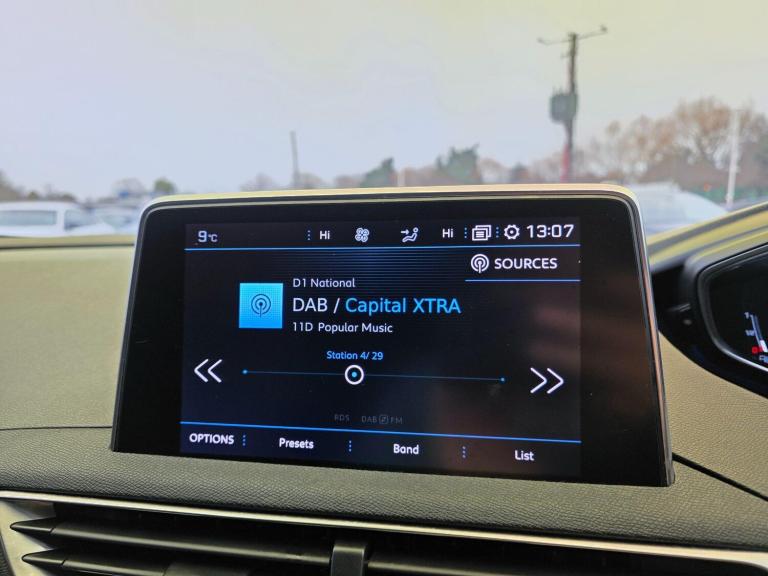 9°C Hi Hi 13:07
SOURCES
D1 National
DAB / Capital XTRA
11D Popular Music
Station 4/ 29
RDS DAB FM
OPTIONS Presets Band List
1